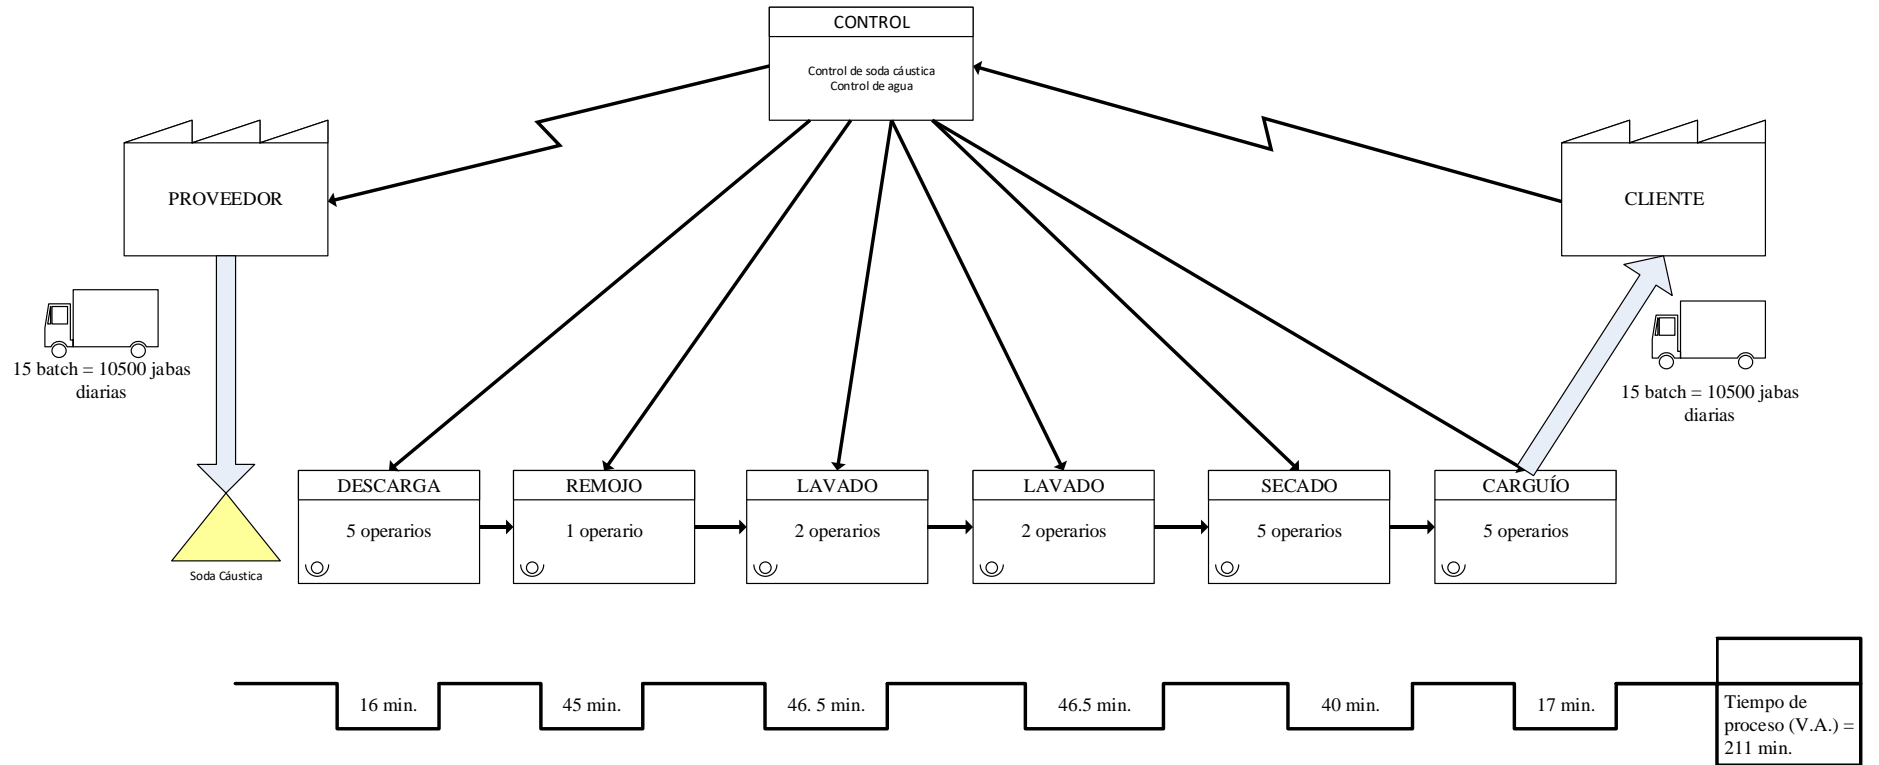 CONTROL
Control de soda cáustica
Control de agua
PROVEEDOR
CLIENTE
15 batch = 10500 jabas
diarias
15 batch = 10500 jabas
diarias
DESCARGA
5 operarios
REMOJO
1 operario
LAVADO
2 operarios
LAVADO
2 operarios
SECADO
5 operarios
CARGUÍO
5 operarios
Soda Cáustica
16 min.
45 min.
46. 5 min.
46.5 min.
40 min.
17 min.
Tiempo de
proceso (V.A.) =
211 min.